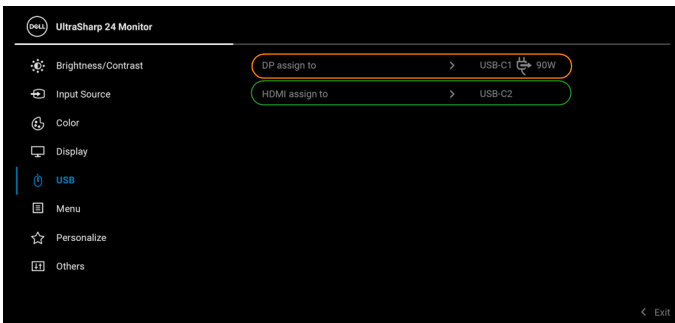 DELL UltraSharp 24 Monitor
Brightness/Contrast
DP assign to > USB-C1 90W
Input Source
HDMI assign to > USB-C2
Color
Display
USB
Menu
Personalize
Others
< Exit